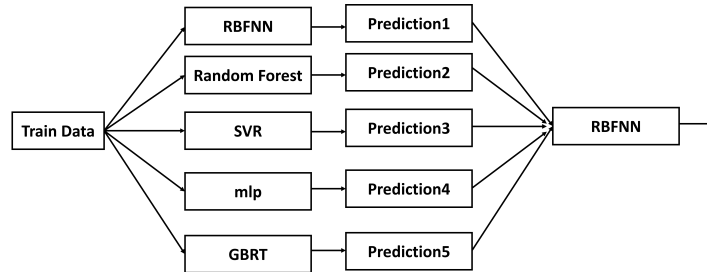 RBFNN
Prediction1
Random Forest
Prediction2
Train Data
SVR
Prediction3
RBFNN
mlp
Prediction4
GBRT
Prediction5